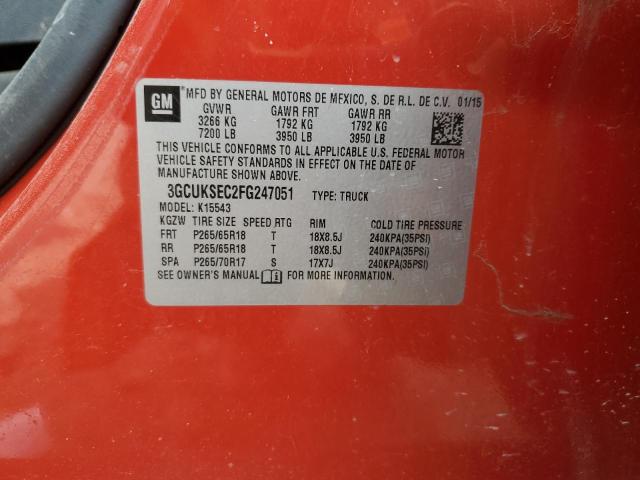 GM
MFD BY GENERAL MOTORS DE MEXICO, S. DE R.L. DE C.V. 01/15
GVWR GAWR FRT GAWR RR
3266 KG 1792 KG 1792 KG
7200 LB 3950 LB 3950 LB
THIS VEHICLE CONFORMS TO ALL APPLICABLE U.S. FEDERAL MOTOR
VEHICLE SAFETY STANDARDS IN EFFECT ON THE DATE OF
MANUFACTURE SHOWN ABOVE.
3GCUKSEC2FG247051 TYPE: TRUCK
MODEL: K15543
KGZW TIRE SIZE SPEED RTG RIM COLD TIRE PRESSURE
FRT P265/65R18 T 18X8.5J 240KPA(35PSI)
RR P265/65R18 T 18X8.5J 240KPA(35PSI)
SPA P265/70R17 S 17X7J 240KPA(35PSI)
SEE OWNER'S MANUAL FOR MORE INFORMATION.